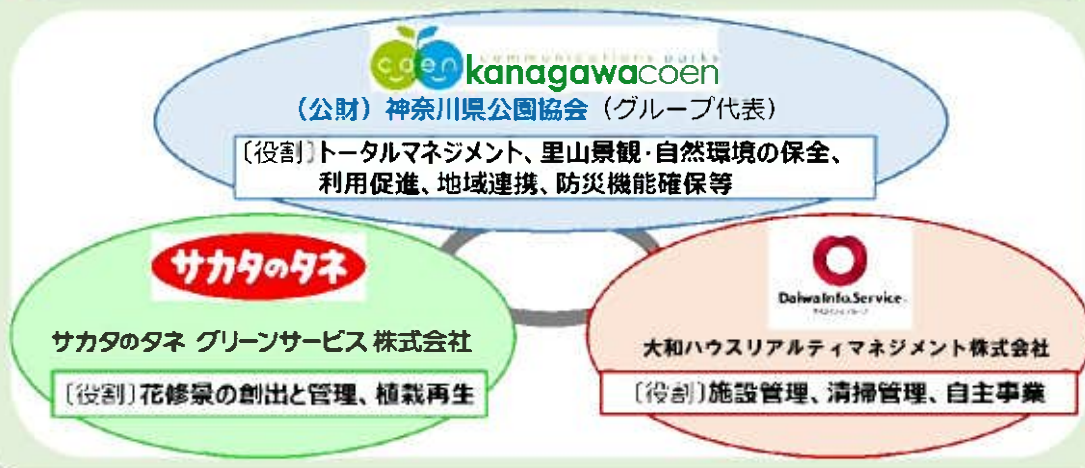 coen
communications parks
kanagawacoen
(公財)神奈川県公園協会(グループ代表)
〔役割〕トータルマネジメント、里山景観・自然環境の保全、
利用促進、地域連携、防災機能確保等
サカタのタネ
サカタのタネ グリーンサービス 株式会社
〔役割〕花修景の創出と管理、植栽再生
DaiwaInfo.Service.
大和ハウスリアルティマネジメント株式会社
〔役割〕施設管理、清掃管理、自主事業